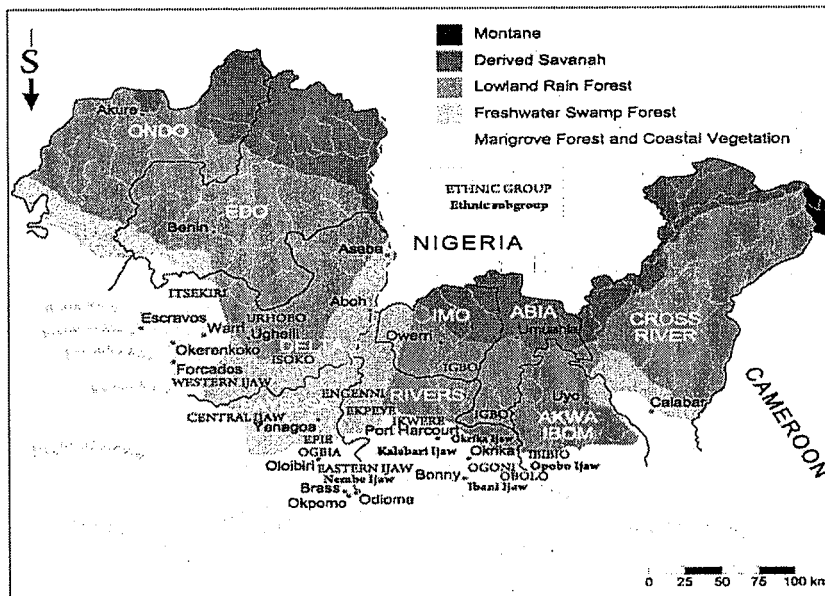 S
Montane
Derived Savanah
Lowland Rain Forest
Freshwater Swamp Forest
Mangrove Forest and Coastal Vegetation
ETHNIC GROUP
Ethnic subgroup
NIGERIA
CAMEROON
Akure
ONDO
EDO
Benin
Asaba
ITSEKIRI
Aboh
URHOBO
Escravos
Warri
Ughelli
DELTA
Okerenkoko
ISOKO
Forcados
WESTERN IJAW
IMO
ABIA
Owerri
Umuahia
IGBO
CROSS
RIVER
ENGENNI
RIVERS
Uyo
CENTRAL IJAW
EKPEYE
IKWERE
IGBO
AKWA
IBOM
Calabar
Yenagoa
Port Harcourt
Okrika Ijaw
EPIE
Kalabari Ijaw
Okrika
IBIBIO
OGBIA
OGONI
Opobo Ijaw
Oloibiri
EASTERN IJAW
Bonny
OBOLO
Nembe Ijaw
Ibani Ijaw
Brass
Odioma
Okpomo
0 25 50 75 100 km